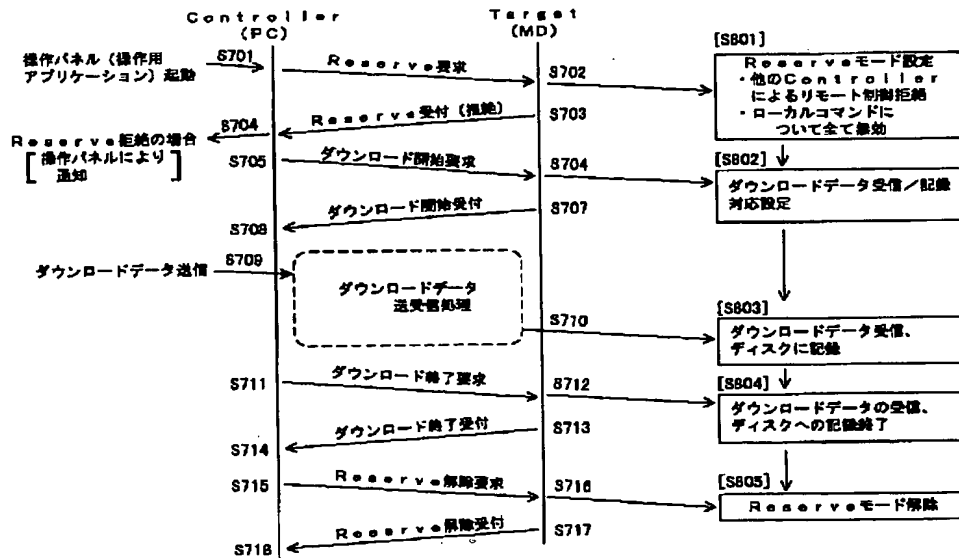 Controller
(PC)
Target
(MD)
操作パネル(操作用
アプリケーション)起動
S701
Reserve要求
S702
[S801]
Reserveモード設定
・他のController
によるリモート制御拒絶
・ローカルコマンドに
ついて全て無効
S703
Reserve受付(拒絶)
S704
Reserve拒絶の場合
[操作パネルにより
通知]
S705
ダウンロード開始要求
S704
[S802]
ダウンロードデータ受信/記録
対応設定
S707
ダウンロード開始受付
S708
S709
ダウンロードデータ送信
ダウンロードデータ
送受信処理
S770
[S803]
ダウンロードデータ受信、
ディスクに記録
S711
ダウンロード終了要求
S712
[S804]
ダウンロードデータの受信、
ディスクへの記録終了
S713
ダウンロード終了受付
S714
S715
Reserve解除要求
S716
[S805]
Reserveモード解除
S717
Reserve解除受付
S718